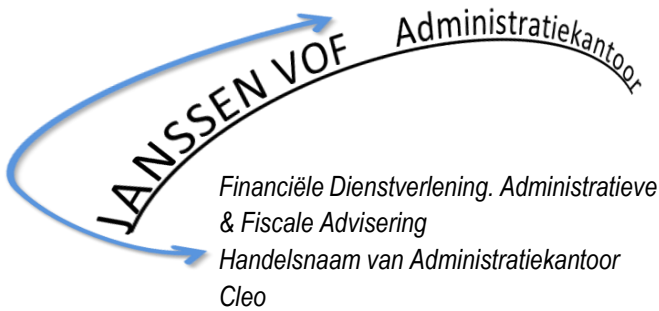 JANSSEN VOF Administratiekantoor
Financiële Dienstverlening. Administratieve
& Fiscale Advisering
Handelsnaam van Administratiekantoor
Cleo